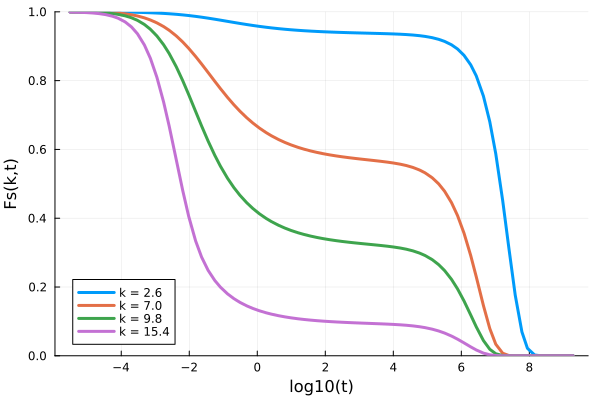 1.0
0.8
0.6
0.4
0.2
0.0
Fs(k,t)
k = 2.6
k = 7.0
k = 9.8
k = 15.4
−4 −2 0 2 4 6 8
log10(t)